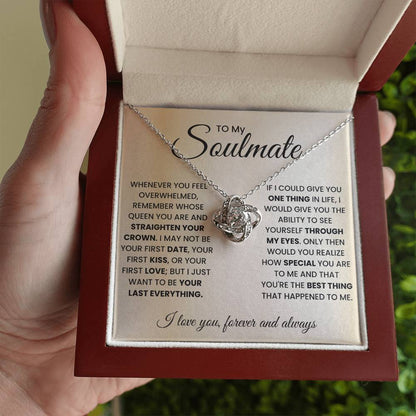 TO MY
Soulmate
WHENEVER YOU FEEL
OVERWHELMED,
REMEMBER WHOSE
QUEEN YOU ARE AND
STRAIGHTEN YOUR
CROWN. I MAY NOT BE
YOUR FIRST DATE, YOUR
FIRST KISS, OR YOUR
FIRST LOVE; BUT I JUST
WANT TO BE YOUR
LAST EVERYTHING.
IF I COULD GIVE YOU
ONE THING IN LIFE, I
WOULD GIVE YOU THE
ABILITY TO SEE
YOURSELF THROUGH
MY EYES. ONLY THEN
WOULD YOU REALIZE
HOW SPECIAL YOU ARE
TO ME AND THAT
YOU'RE THE BEST THING
THAT HAPPENED TO ME.
I love you, forever and always